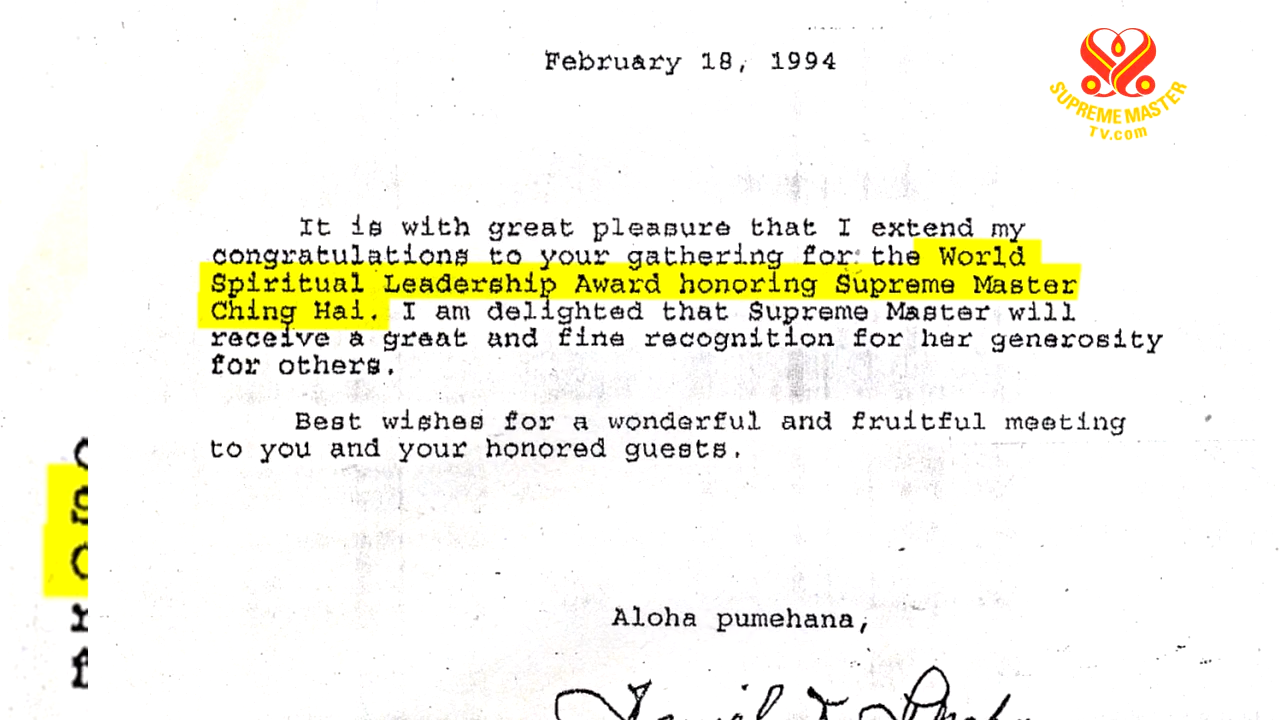 February 18, 1994
SUPREME MASTER
TV.com
It is with great pleasure that I extend my
congratulations to your gathering for the World
Spiritual Leadership Award honoring Supreme Master
Ching Hai. I am delighted that Supreme Master will
receive a great and fine recognition for her generosity
for others.
Best wishes for a wonderful and fruitful meeting
to you and your honored guests.
Aloha pumehana,